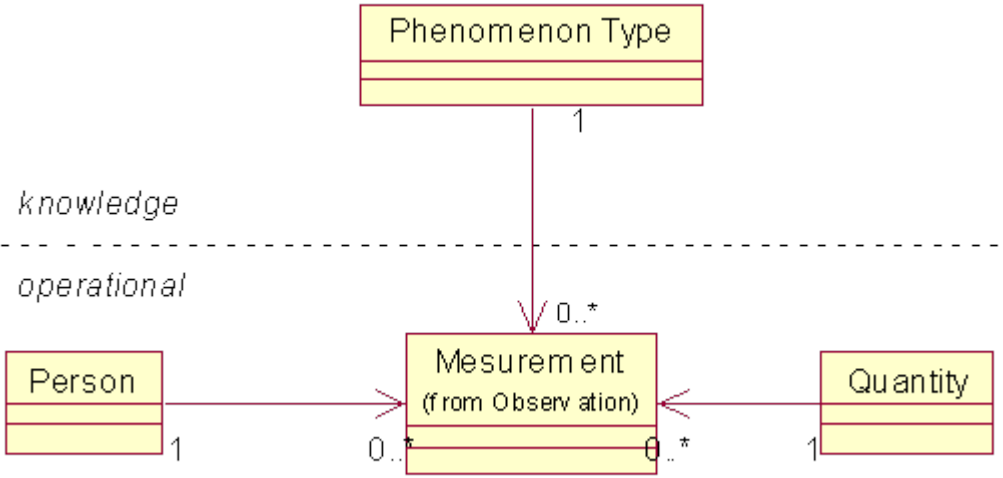 Phenomenon Type
1
knowledge
operational
0..*
Person
Mesurement
(from Observation)
Quantity
1
0..*
0..*
1